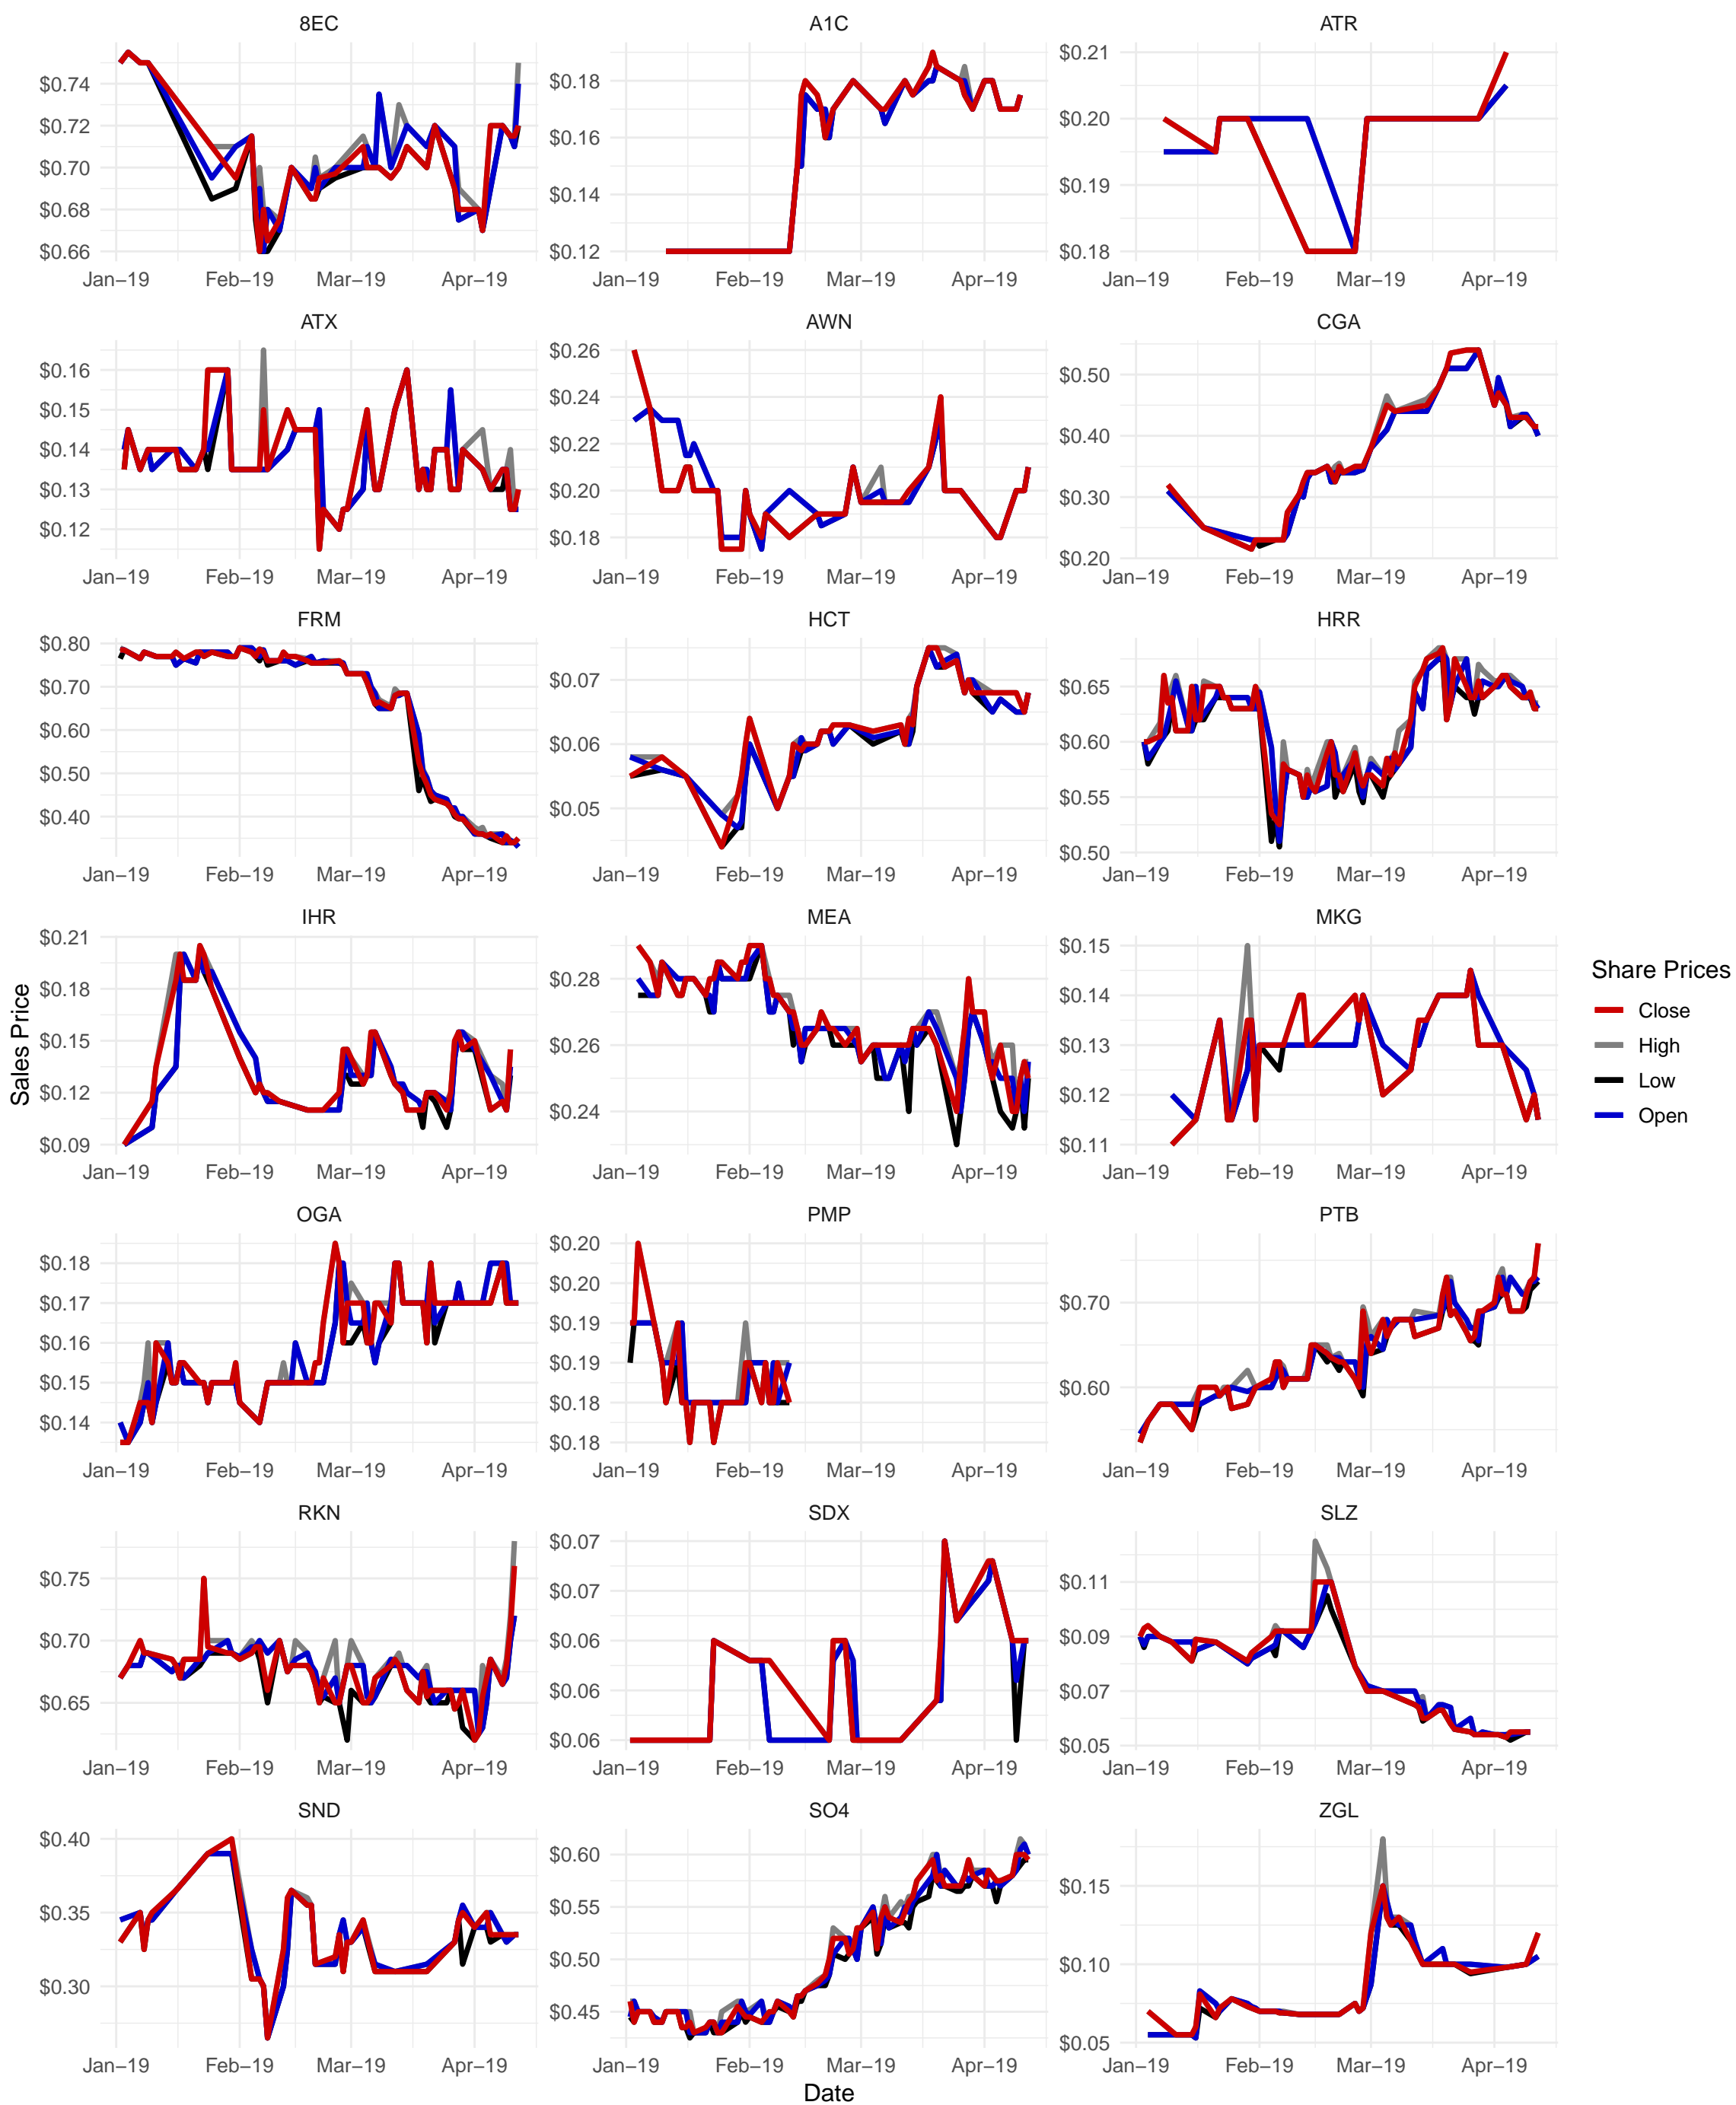 8EC
A1C
ATR
$0.74
$0.72
$0.70
$0.68
$0.66
$0.18
$0.16
$0.14
$0.12
$0.21
$0.20
$0.19
$0.18
Jan–19 Feb–19 Mar–19 Apr–19
Jan–19 Feb–19 Mar–19 Apr–19
Jan–19 Feb–19 Mar–19 Apr–19
ATX
AWN
CGA
$0.16
$0.15
$0.14
$0.13
$0.12
$0.26
$0.24
$0.22
$0.20
$0.18
$0.50
$0.40
$0.30
$0.20
Jan–19 Feb–19 Mar–19 Apr–19
Jan–19 Feb–19 Mar–19 Apr–19
Jan–19 Feb–19 Mar–19 Apr–19
FRM
HCT
HRR
$0.80
$0.70
$0.60
$0.50
$0.40
$0.07
$0.06
$0.05
$0.65
$0.60
$0.55
$0.50
Jan–19 Feb–19 Mar–19 Apr–19
Jan–19 Feb–19 Mar–19 Apr–19
Jan–19 Feb–19 Mar–19 Apr–19
IHR
MEA
MKG
$0.21
$0.18
$0.15
$0.12
$0.09
$0.28
$0.26
$0.24
$0.15
$0.14
$0.13
$0.12
$0.11
Jan–19 Feb–19 Mar–19 Apr–19
Jan–19 Feb–19 Mar–19 Apr–19
Jan–19 Feb–19 Mar–19 Apr–19
OGA
PMP
PTB
$0.18
$0.17
$0.16
$0.15
$0.14
$0.20
$0.20
$0.19
$0.19
$0.18
$0.18
$0.70
$0.60
Jan–19 Feb–19 Mar–19 Apr–19
Jan–19 Feb–19 Mar–19 Apr–19
Jan–19 Feb–19 Mar–19 Apr–19
RKN
SDX
SLZ
$0.75
$0.70
$0.65
$0.07
$0.07
$0.06
$0.06
$0.06
$0.11
$0.09
$0.07
$0.05
Jan–19 Feb–19 Mar–19 Apr–19
Jan–19 Feb–19 Mar–19 Apr–19
Jan–19 Feb–19 Mar–19 Apr–19
SND
SO4
ZGL
$0.40
$0.35
$0.30
$0.60
$0.55
$0.50
$0.45
$0.15
$0.10
$0.05
Jan–19 Feb–19 Mar–19 Apr–19
Jan–19 Feb–19 Mar–19 Apr–19
Jan–19 Feb–19 Mar–19 Apr–19
Date
Sales Price
Share Prices
Close
High
Low
Open